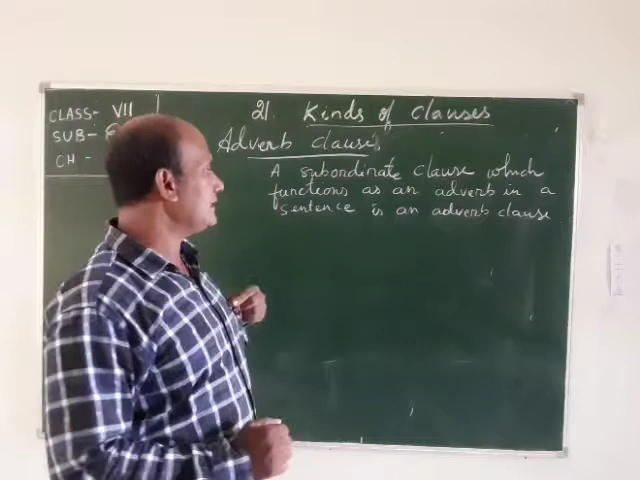 CLASS- VII
SUB-
CH -
21. Kinds of Clauses
Adverb clauses
A subordinate clause which
functions as an adverb in a
sentence is an adverb clause